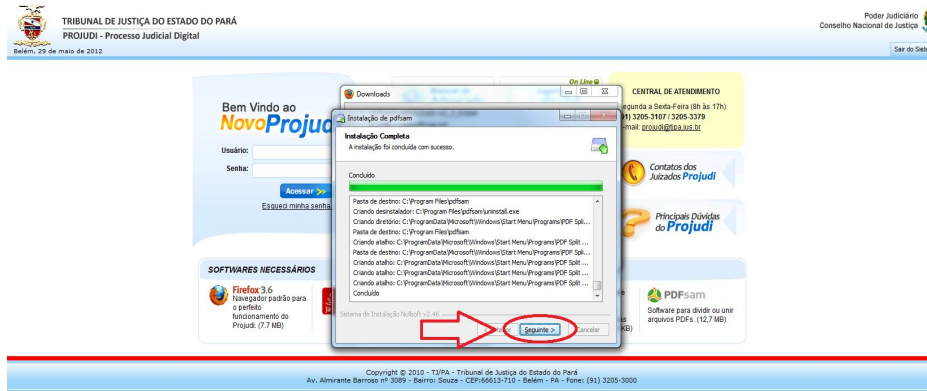 TRIBUNAL DE JUSTIÇA DO ESTADO DO PARÁ
PROJUDI - Processo Judicial Digital
Belém, 29 de maio de 2012
Poder Judiciário
Conselho Nacional de Justiça
Sair do Siste
Bem Vindo ao
NovoProjud
Usuário:
Senha:
Acessar >>
Esqueci minha senha
On Line
Downloads
Instalação de pdfsam
Instalação Completa
A instalação foi concluída com sucesso.
Concluído
Pasta de destino: C:\Program Files\pdfsam
Criando desinstalador: C:\Program Files\pdfsam\uninstall.exe
Criando diretório: C:\ProgramData\Microsoft\Windows\Start Menu\Programs\PDF Spli...
Pasta de destino: C:\Program Files\pdfsam
Criando atalho: C:\ProgramData\Microsoft\Windows\Start Menu\Programs\PDF Split ...
Pasta de destino: C:\ProgramData\Microsoft\Windows\Start Menu\Programs\PDF Spli...
Criando atalho: C:\ProgramData\Microsoft\Windows\Start Menu\Programs\PDF Split ...
Criando atalho: C:\ProgramData\Microsoft\Windows\Start Menu\Programs\PDF Split ...
Criando atalho: C:\ProgramData\Microsoft\Windows\Start Menu\Programs\PDF Split ...
Concluído
Sistema de Instalação Nullsoft v2.46
Seguinte >
Cancelar
CENTRAL DE ATENDIMENTO
egunda a Sexta-Feira (8h às 17h)
91) 3205-3107 / 3205-3379
-mail: projudi@tjpa.jus.br
Contatos dos
Juizados Projudi
Principais Dúvidas
do Projudi
SOFTWARES NECESSÁRIOS
Firefox 3.6
Navegador padrão para
o perfeito
funcionamento do
Projudi. (7.7 MB)
KB)
PDFsam
Software para dividir ou unir
arquivos PDFs. (12,7 MB)
Copyright © 2010 - TJ/PA - Tribunal de Justiça do Estado do Pará
Av. Almirante Barroso nº 3089 - Bairro: Souza - CEP:66613-710 - Belém - PA - Fone: (91) 3205-3000